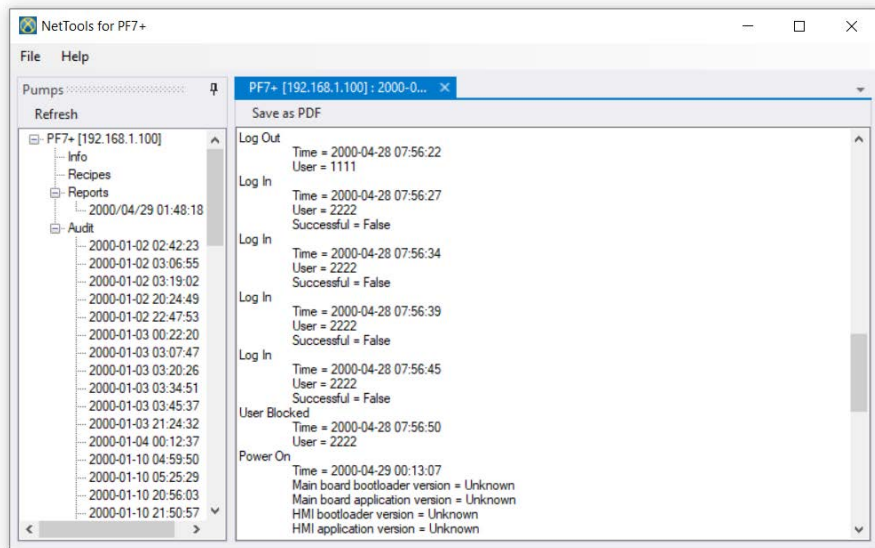 NetTools for PF7+
File Help
Pumps
Refresh
PF7+ [192.168.1.100]
Info
Recipes
Reports
2000/04/29 01:48:18
Audit
2000-01-02 02:42:23
2000-01-02 03:06:55
2000-01-02 03:19:02
2000-01-02 20:24:49
2000-01-02 22:47:53
2000-01-03 00:22:20
2000-01-03 03:07:47
2000-01-03 03:20:26
2000-01-03 03:34:51
2000-01-03 03:45:37
2000-01-03 21:24:32
2000-01-04 00:12:37
2000-01-10 04:59:50
2000-01-10 05:25:29
2000-01-10 20:56:03
2000-01-10 21:50:57
PF7+ [192.168.1.100] : 2000-0...
Save as PDF
Log Out
Time = 2000-04-28 07:56:22
User = 1111
Log In
Time = 2000-04-28 07:56:27
User = 2222
Successful = False
Log In
Time = 2000-04-28 07:56:34
User = 2222
Successful = False
Log In
Time = 2000-04-28 07:56:39
User = 2222
Successful = False
Log In
Time = 2000-04-28 07:56:45
User = 2222
Successful = False
User Blocked
Time = 2000-04-28 07:56:50
User = 2222
Power On
Time = 2000-04-29 00:13:07
Main board bootloader version = Unknown
Main board application version = Unknown
HMI bootloader version = Unknown
HMI application version = Unknown